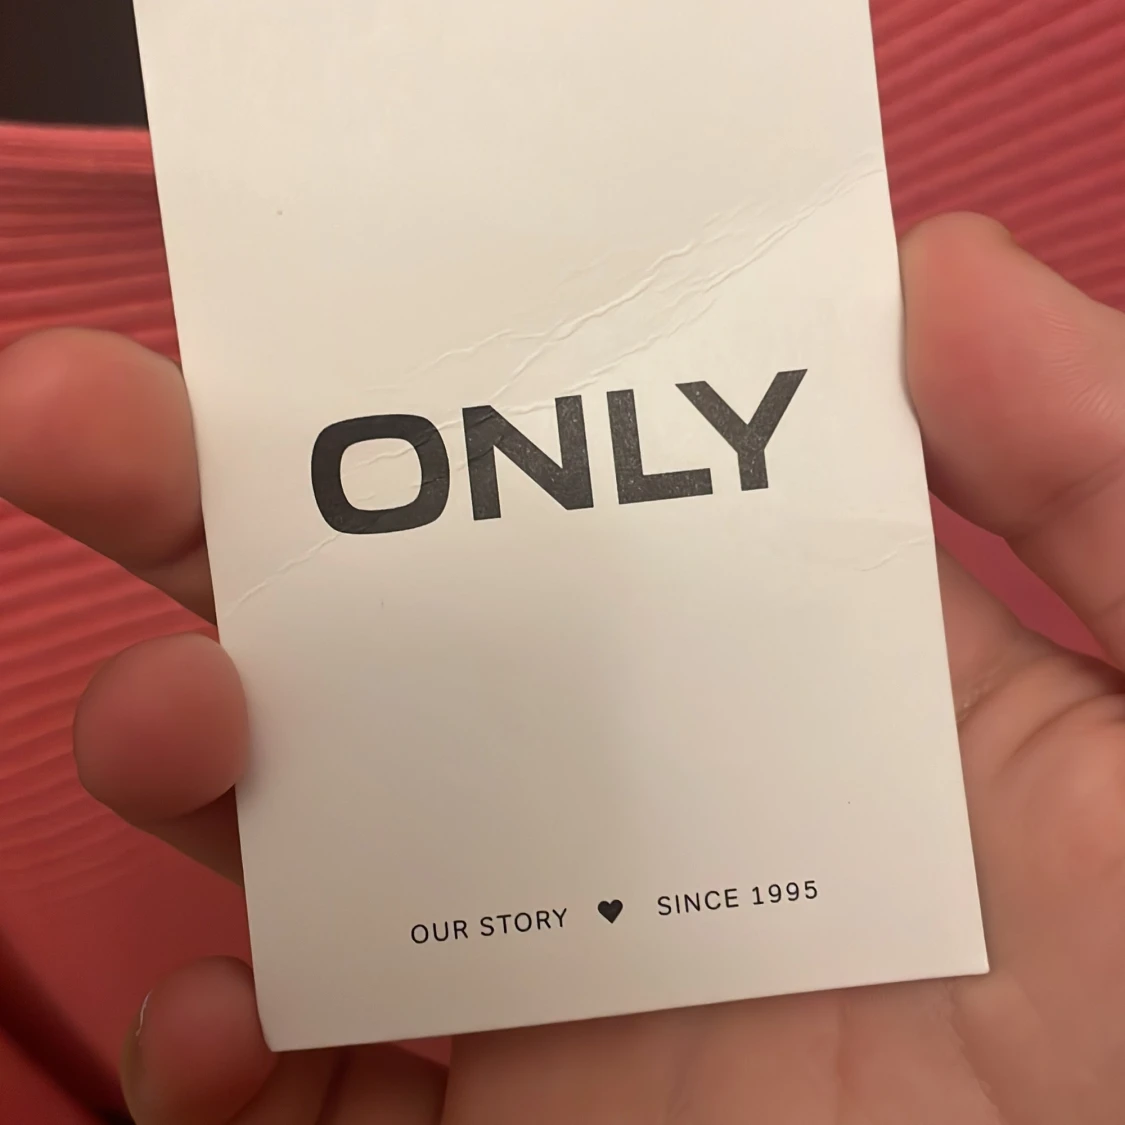 ONLY
OUR STORY ♥ SINCE 1995